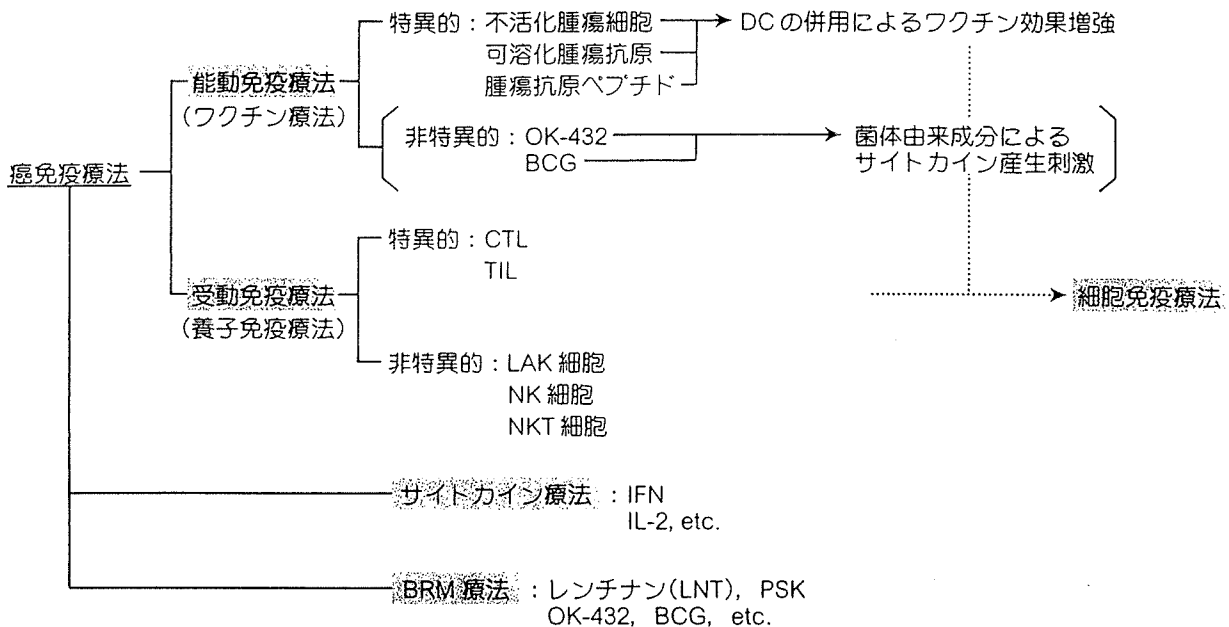 特異的：不活化腫瘍細胞
DCの併用によるワクチン効果増強
可溶化腫瘍抗原
腫瘍抗原ペプチド
能動免疫療法
(ワクチン療法)
非特異的：OK-432
BCG
菌体由来成分による
サイトカイン産生刺激
癌免疫療法
特異的：CTL
TIL
受動免疫療法
(養子免疫療法)
細胞免疫療法
非特異的：LAK細胞
NK細胞
NKT細胞
サイトカイン療法：IFN
IL-2, etc.
BRM療法：レンチナン(LNT), PSK
OK-432, BCG, etc.